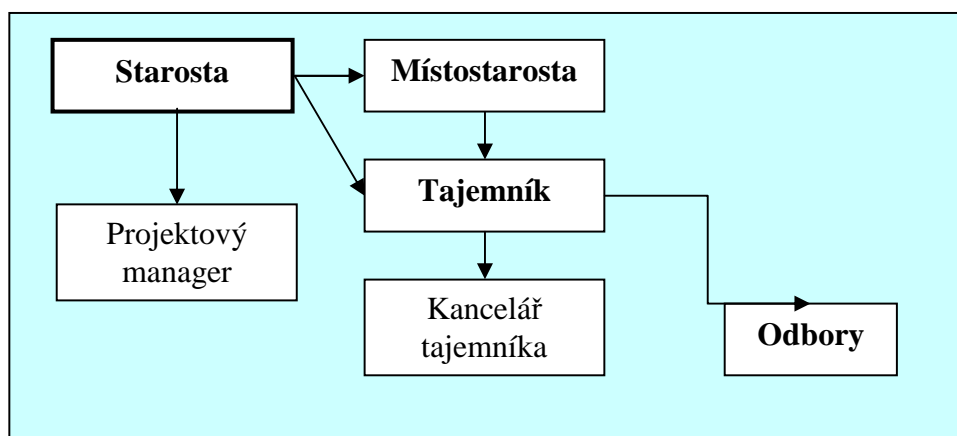 Starosta
Místostarosta
Tajemník
Projektový
manager
Kancelář
tajemníka
Odbory